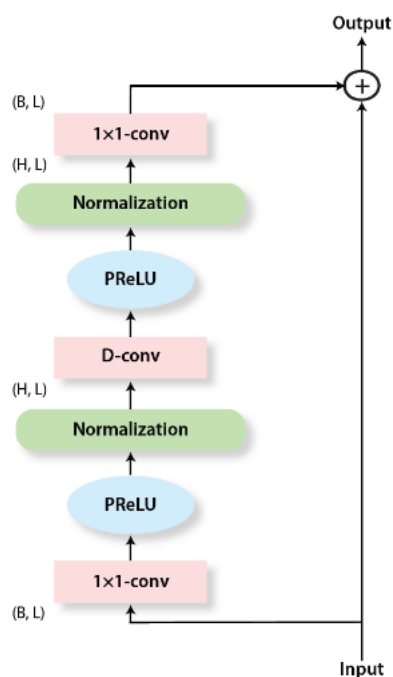 Output
+
(B, L)
1×1-conv
(H, L)
Normalization
PReLU
D-conv
(H, L)
Normalization
PReLU
1×1-conv
(B, L)
Input